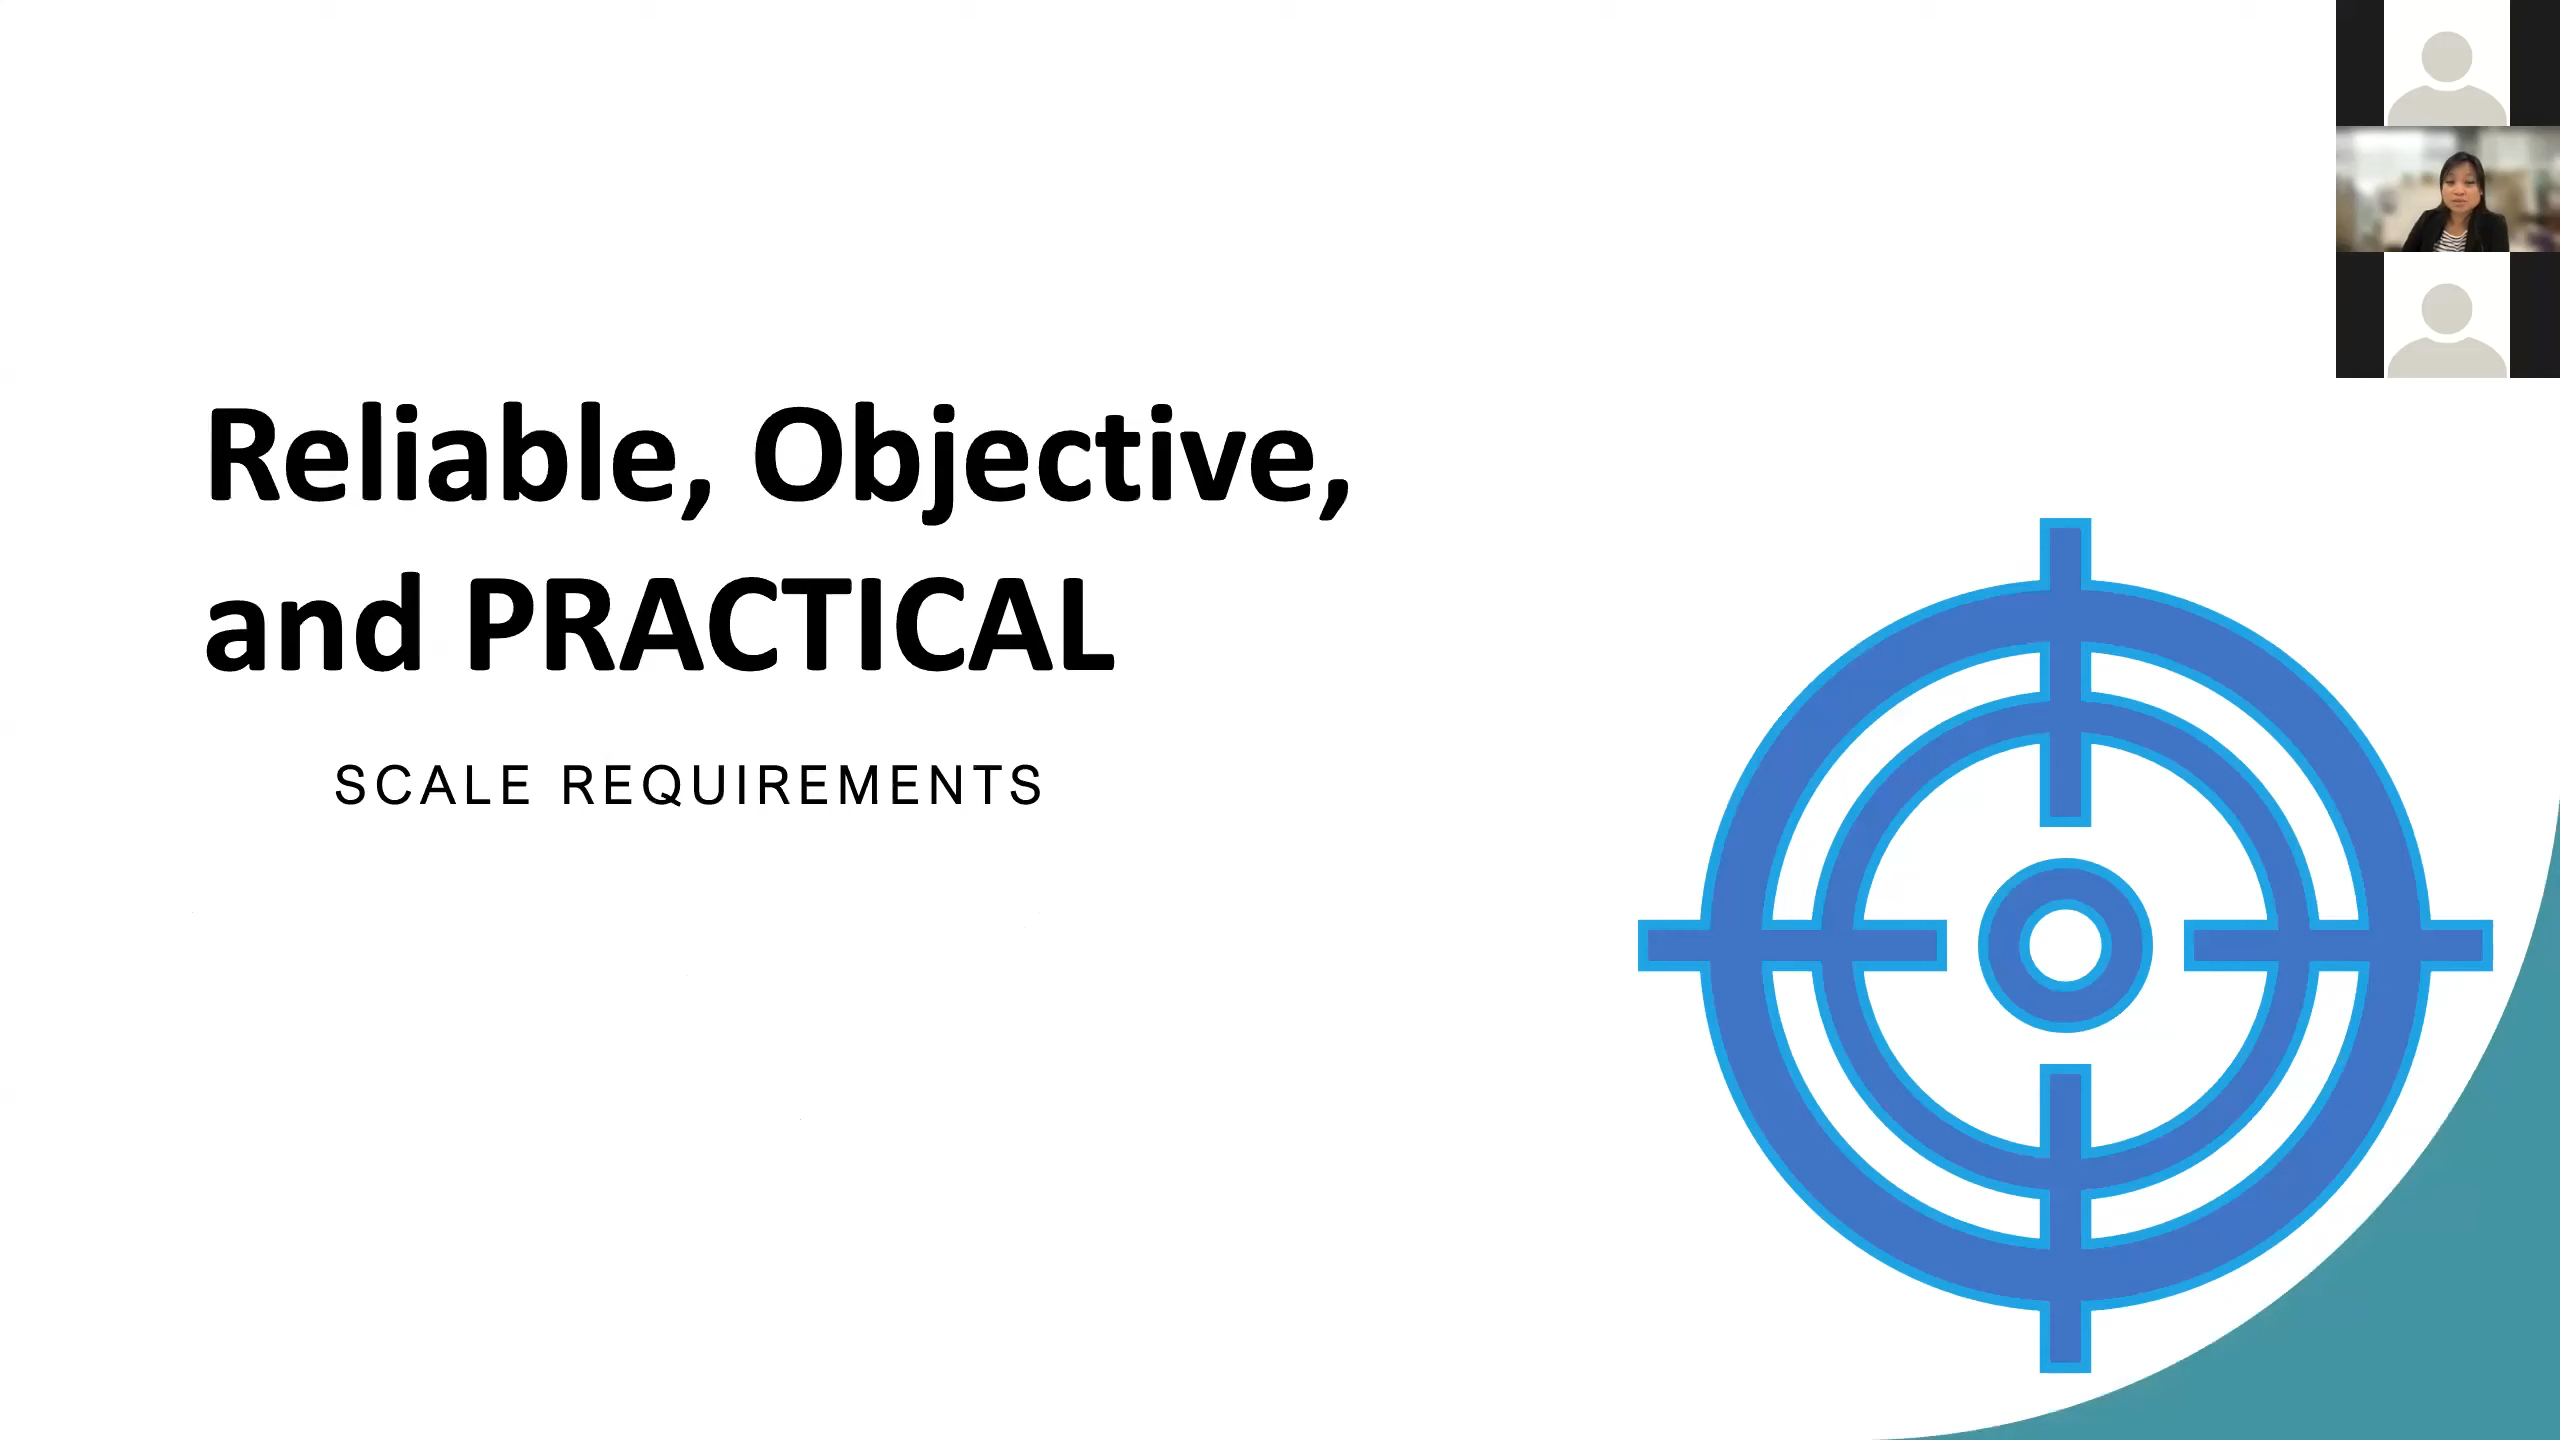 Reliable, Objective,
and PRACTICAL
SCALE REQUIREMENTS